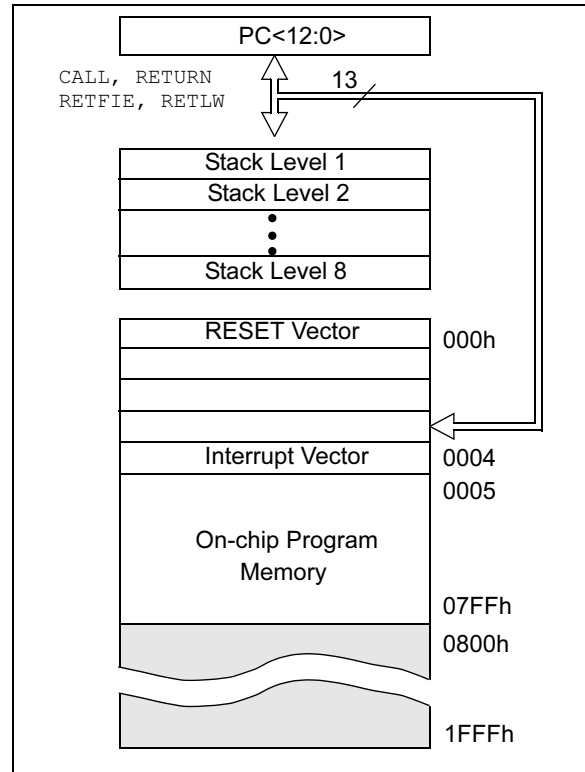 PC<12:0>
CALL, RETURN
RETFIE, RETLW
13
Stack Level 1
Stack Level 2
Stack Level 8
RESET Vector
000h
Interrupt Vector
0004
0005
On-chip Program
Memory
07FFh
0800h
1FFFh